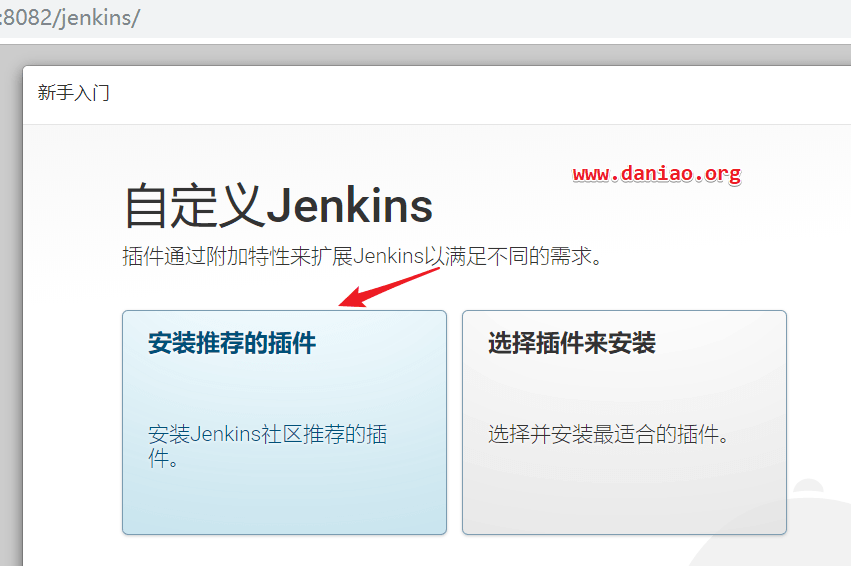 :8082/jenkins/
新手入门
www.daniao.org
自定义Jenkins
插件通过附加特性来扩展Jenkins以满足不同的需求。
安装推荐的插件
安装Jenkins社区推荐的插
件。
选择插件来安装
选择并安装最适合的插件。